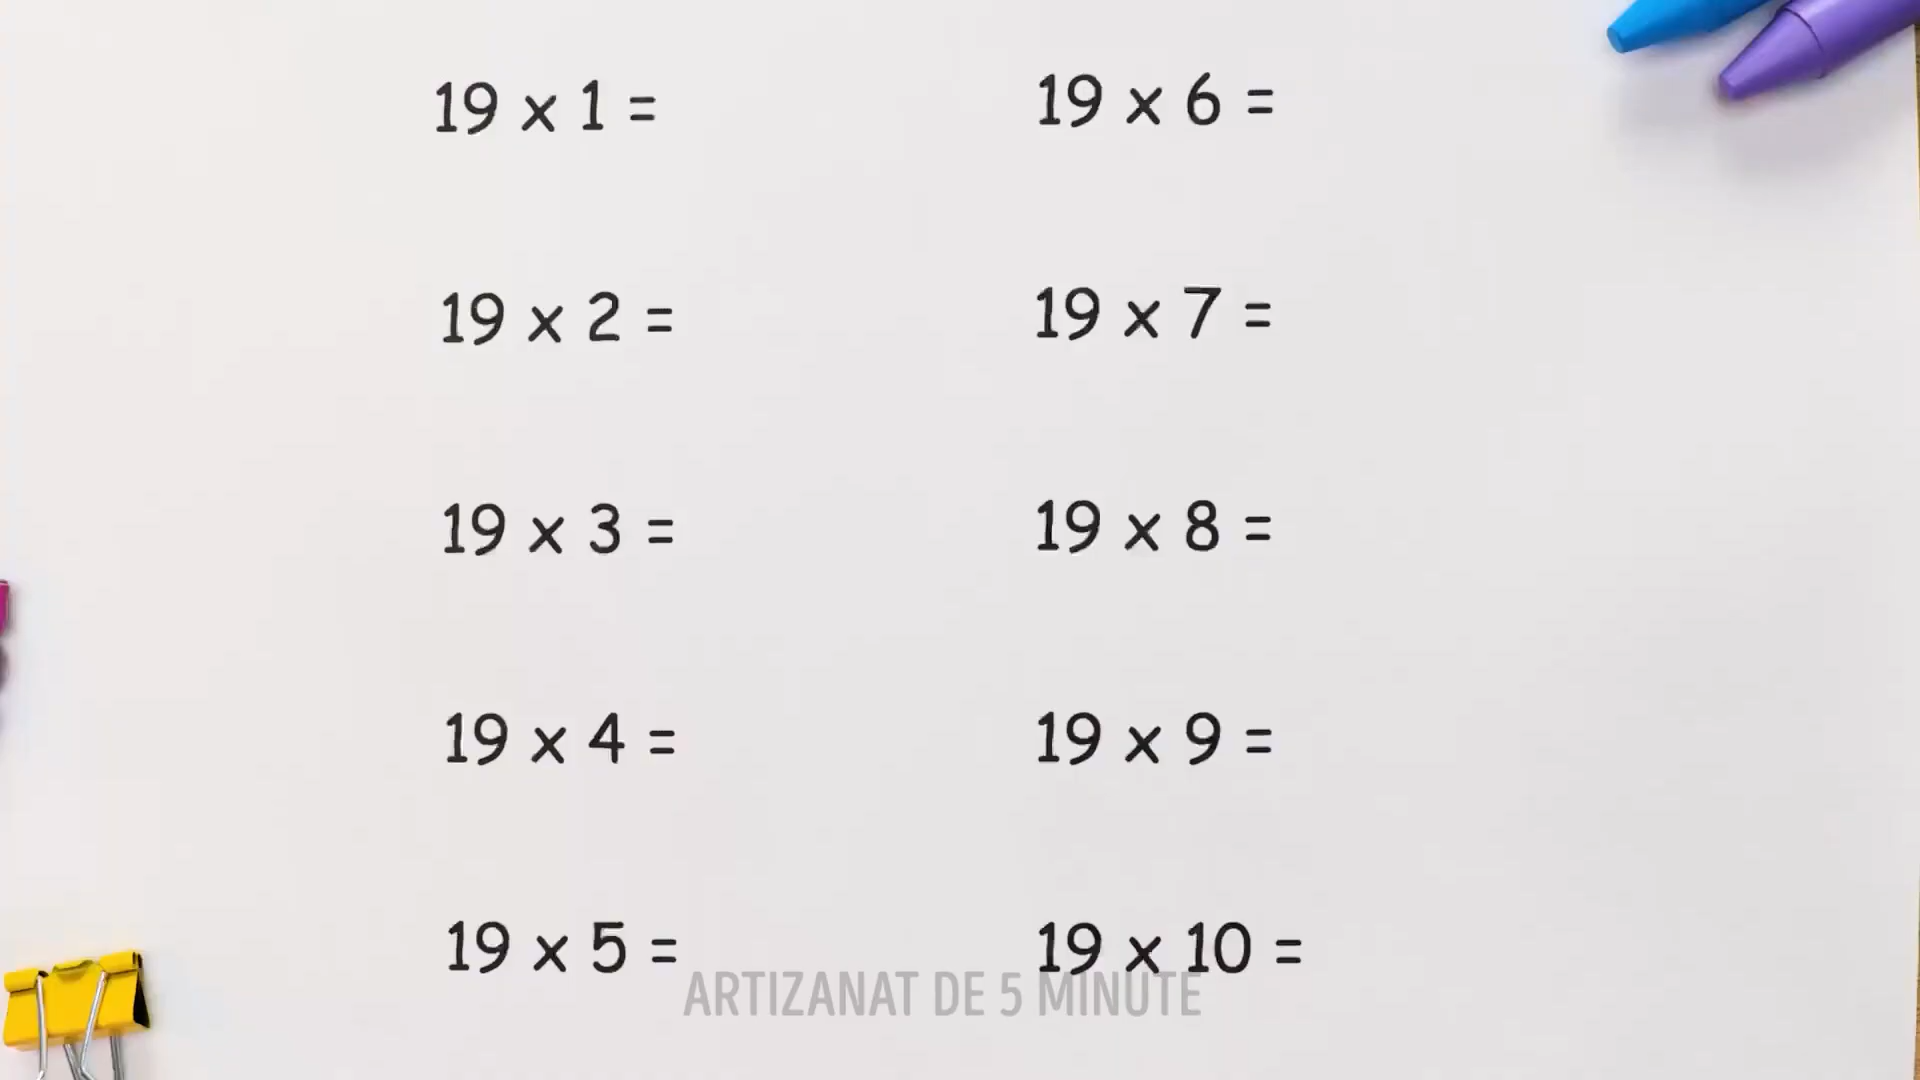 19 x 1 =
19 x 2 =
19 x 3 =
19 x 4 =
19 x 5 =
19 x 6 =
19 x 7 =
19 x 8 =
19 x 9 =
19 x 10 =
ARTIZANAT DE 5 MINUTE